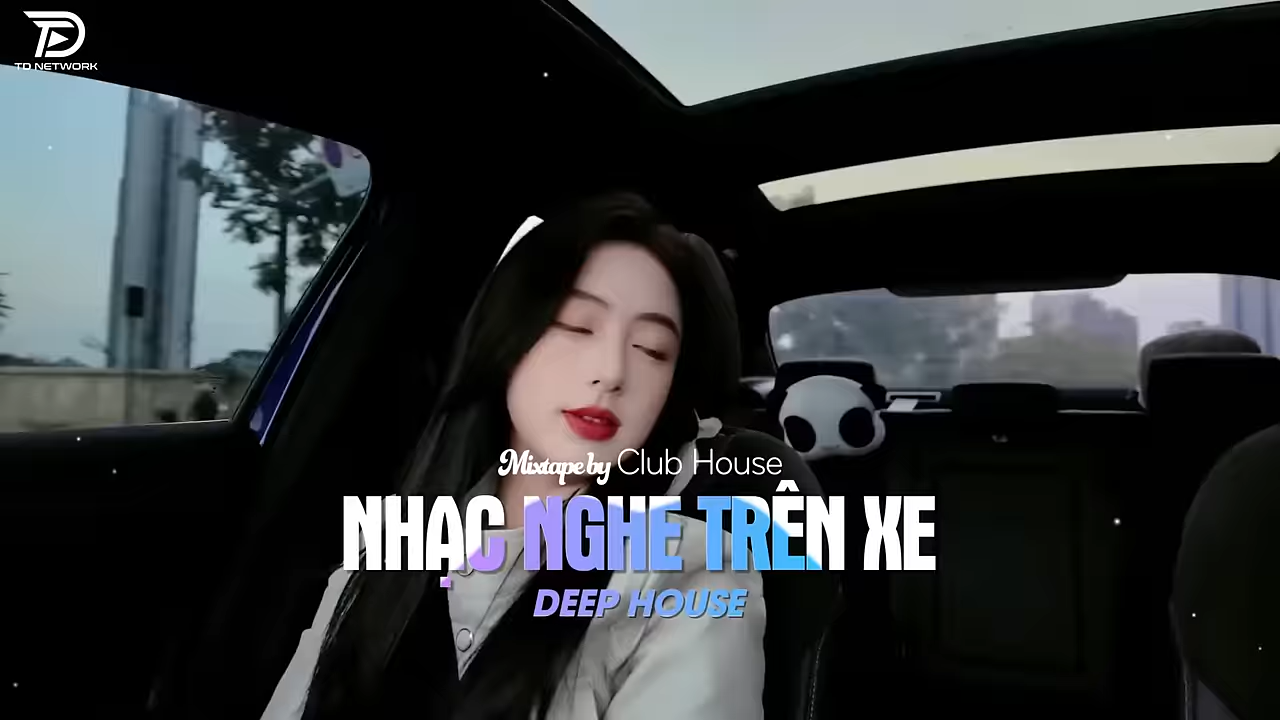 TD NETWORK
Mixtape by Club House
NHẠC NGHE TRÊN XE
DEEP HOUSE